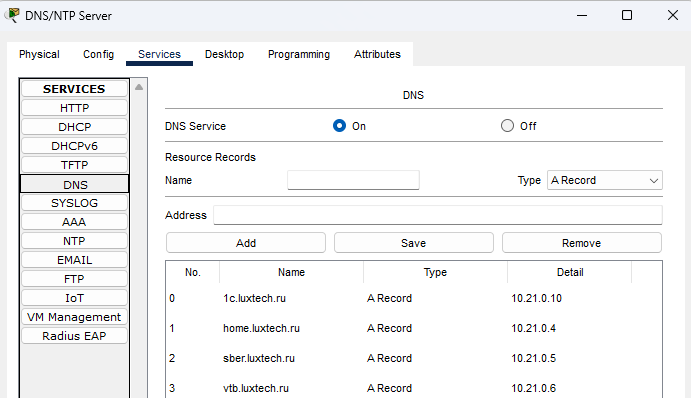 DNS/NTP Server
Physical Config Services Desktop Programming Attributes
SERVICES
HTTP
DHCP
DHCPv6
TFTP
DNS
SYSLOG
AAA
NTP
EMAIL
FTP
IoT
VM Management
Radius EAP
DNS
DNS Service On Off
Resource Records
Name Type A Record
Address
Add Save Remove
No. Name Type Detail
0 1c.luxtech.ru A Record 10.21.0.10
1 home.luxtech.ru A Record 10.21.0.4
2 sber.luxtech.ru A Record 10.21.0.5
3 vtb.luxtech.ru A Record 10.21.0.6